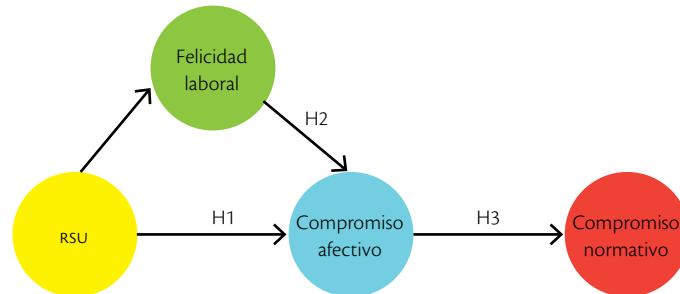 Felicidad
laboral
H2
RSU
H1
Compromiso
afectivo
H3
Compromiso
normativo